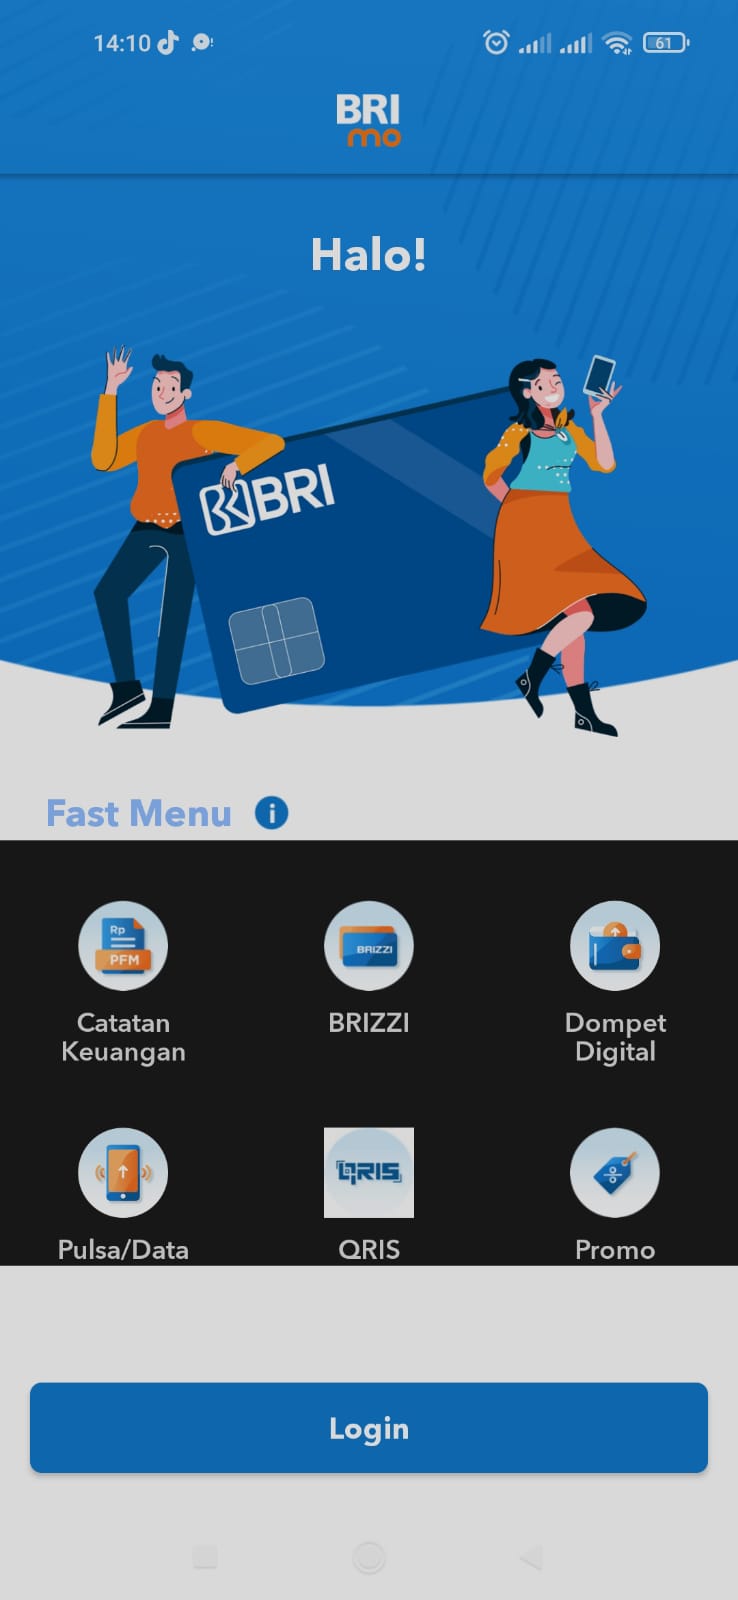 14:10
61
BRI
mo
Halo!
BRI
Fast Menu
Rp
PFM
BRIZZI
Catatan
Keuangan
BRIZZI
Dompet
Digital
QRIS
Pulsa/Data
QRIS
Promo
Login